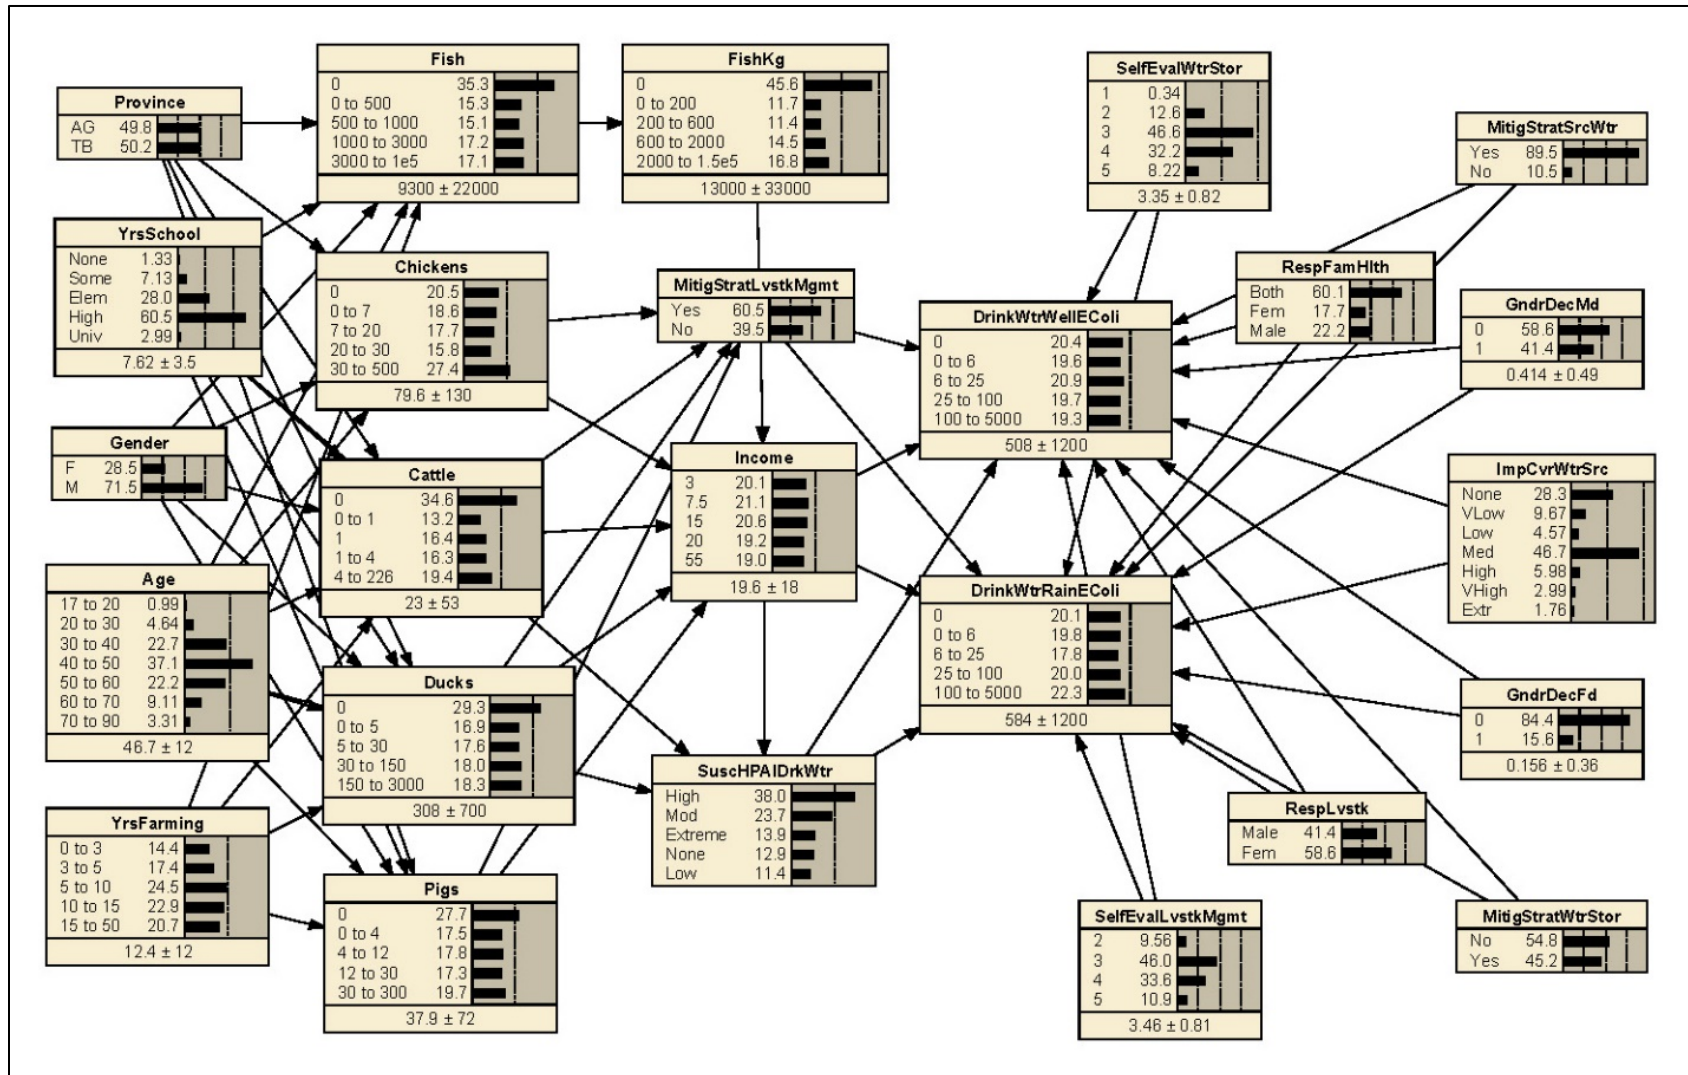 Province
AG 49.8
TB 50.2
YrsSchool
None 1.33
Some 7.13
Elem 28.0
High 60.5
Univ 2.99
7.62 ± 3.5
Gender
F 28.5
M 71.5
Age
17 to 20 0.99
20 to 30 4.64
30 to 40 22.7
40 to 50 37.1
50 to 60 22.2
60 to 70 9.11
70 to 90 3.31
46.7 ± 12
YrsFarming
0 to 3 14.4
3 to 5 17.4
5 to 10 24.5
10 to 15 22.9
15 to 50 20.7
12.4 ± 12
Fish
0 35.3
0 to 500 15.3
500 to 1000 15.1
1000 to 3000 17.2
3000 to 1e5 17.1
9300 ± 22000
Chickens
0 20.5
0 to 7 18.6
7 to 20 17.7
20 to 30 15.8
30 to 500 27.4
79.6 ± 130
Cattle
0 34.6
0 to 1 13.2
1 16.4
1 to 4 16.3
4 to 226 19.4
23 ± 53
Ducks
0 29.3
0 to 5 16.9
5 to 30 17.6
30 to 150 18.0
150 to 3000 18.3
308 ± 700
Pigs
0 27.7
0 to 4 17.5
4 to 12 17.8
12 to 30 17.3
30 to 300 19.7
37.9 ± 72
FishKg
0 45.6
0 to 200 11.7
200 to 600 11.4
600 to 2000 14.5
2000 to 1.5e5 16.8
13000 ± 33000
MitigStratLvstkMgmt
Yes 60.5
No 39.5
Income
3 20.1
7.5 21.1
15 20.6
20 19.2
55 19.0
19.6 ± 18
SuscHPAIDrkWtr
High 38.0
Mod 23.7
Extreme 13.9
None 12.9
Low 11.4
SelfEvalWtrStor
1 0.34
2 12.6
3 46.6
4 32.2
5 8.22
3.35 ± 0.82
DrinkWtrWellEColi
0 20.4
0 to 6 19.6
6 to 25 20.9
25 to 100 19.7
100 to 5000 19.3
508 ± 1200
DrinkWtrRainEColi
0 20.1
0 to 6 19.8
6 to 25 17.8
25 to 100 20.0
100 to 5000 22.3
584 ± 1200
SelfEvalLvstkMgmt
2 9.56
3 46.0
4 33.6
5 10.9
3.46 ± 0.81
MitigStratSrcWtr
Yes 89.5
No 10.5
RespFamHlth
Both 60.1
Fem 17.7
Male 22.2
GndrDecMd
0 58.6
1 41.4
0.414 ± 0.49
ImpCvrWtrSrc
None 28.3
VLow 9.67
Low 4.57
Med 46.7
High 5.98
VHigh 2.99
Extr 1.76
GndrDecFd
0 84.4
1 15.6
0.156 ± 0.36
RespLvstk
Male 41.4
Fem 58.6
MitigStratWtrStor
No 54.8
Yes 45.2